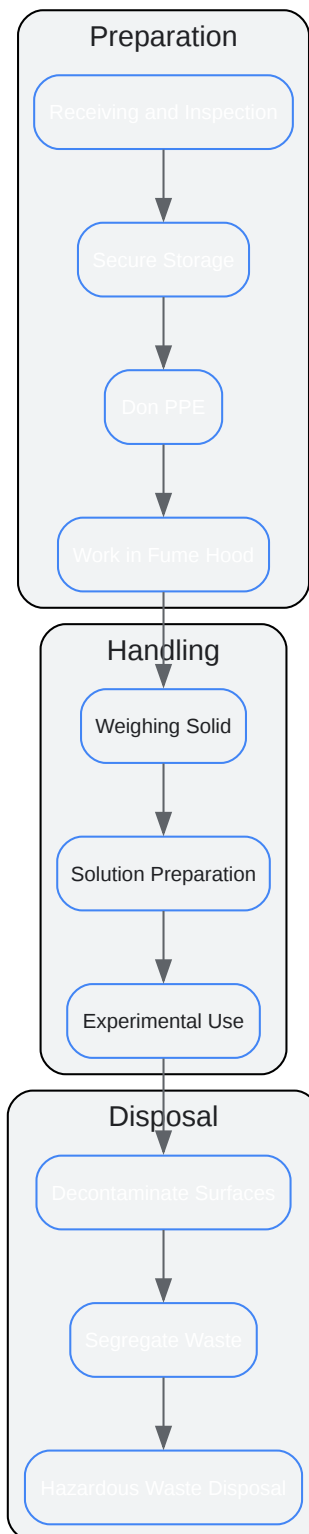 Preparation
Receiving and Inspection
Secure Storage
Don PPE
Work in Fume Hood
Handling
Weighing Solid
Solution Preparation
Experimental Use
Disposal
Decontaminate Surfaces
Segregate Waste
Hazardous Waste Disposal